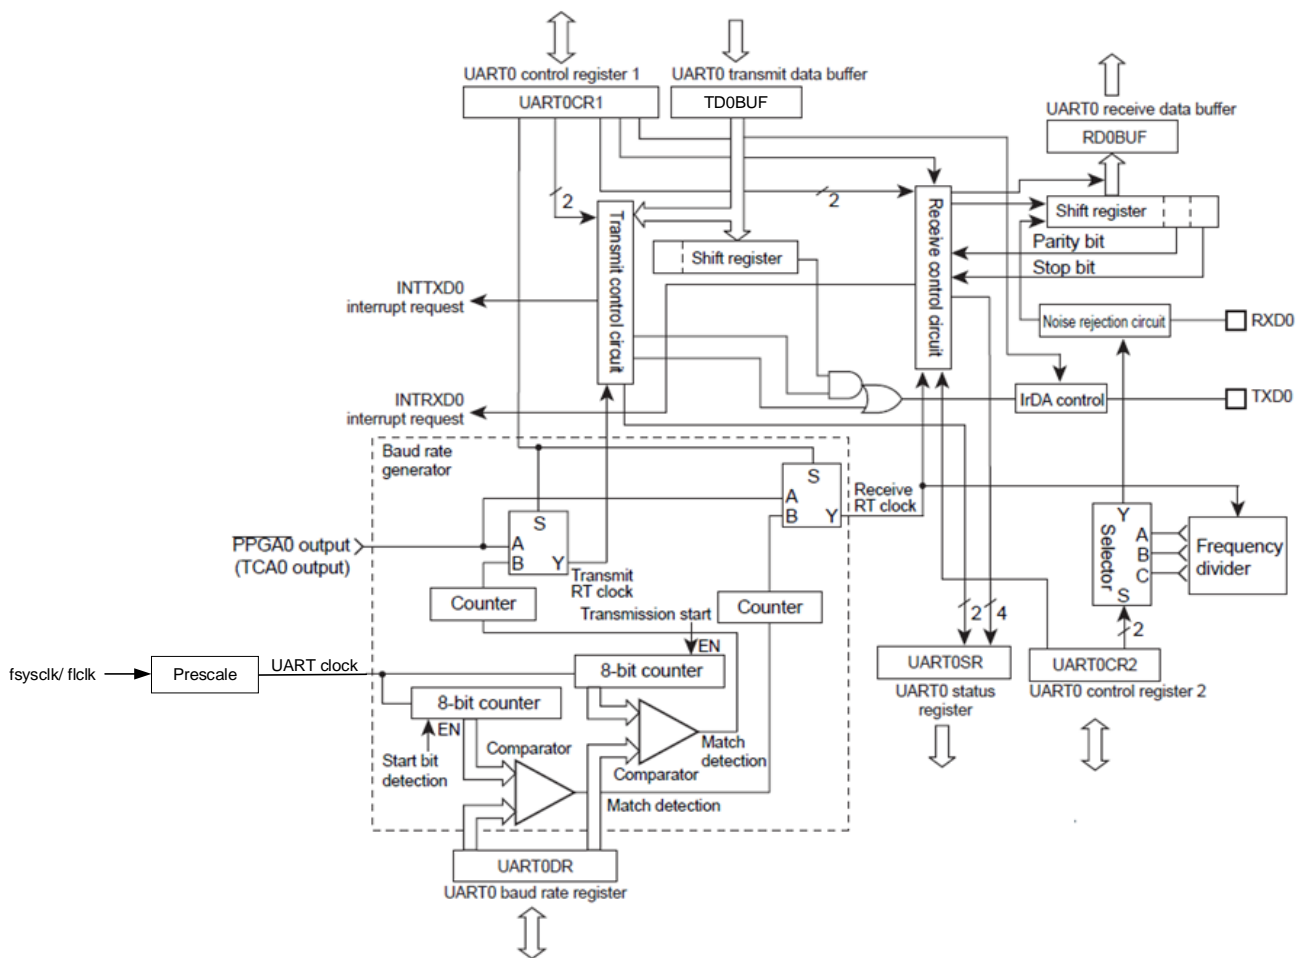 UART0 control register 1
UART0CR1
UART0 transmit data buffer
TD0BUF
UART0 receive data buffer
RD0BUF
2
2
Transmit control circuit
Receive control circuit
Shift register
Shift register
Parity bit
Stop bit
INTTXD0
interrupt request
Noise rejection circuit
RXD0
INTRXD0
interrupt request
IrDA control
TXD0
Baud rate
generator
S
A
B
Y
Receive
RT clock
S
A
B
Y
Transmit
RT clock
PPGA0 output
(TCA0 output)
Y
A
B
C
S
Selector
Frequency
divider
Counter
Counter
Transmission start
EN
2
4
2
fsysclk/ flclk
Prescale
UART clock
8-bit counter
8-bit counter
EN
Start bit
detection
Comparator
Comparator
Match
detection
Match detection
UART0SR
UART0 status
register
UART0CR2
UART0 control register 2
UART0DR
UART0 baud rate register